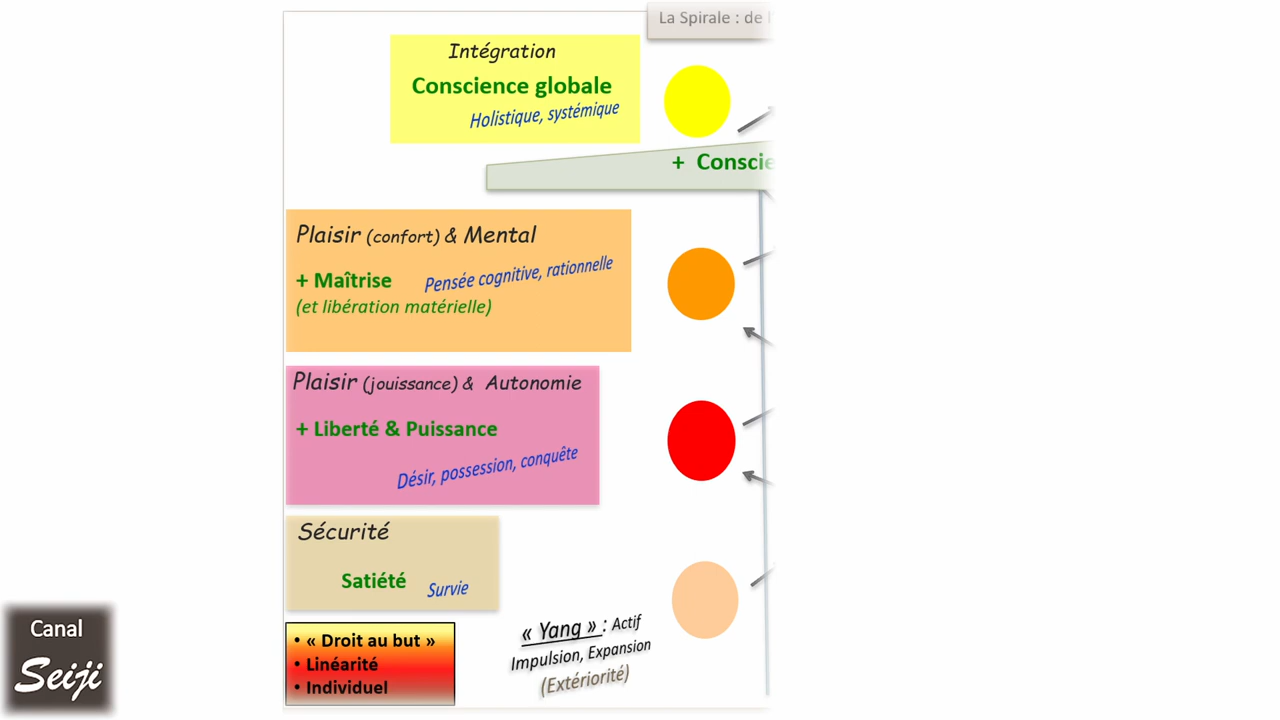 La Spirale : de l'
Intégration
Conscience globale
Holistique, systémique
+ Conscie
Plaisir (confort) & Mental
+ Maîtrise Pensée cognitive, rationnelle
(et libération matérielle)
Plaisir (jouissance) & Autonomie
+ Liberté & Puissance
Désir, possession, conquête
Sécurité
Satiété Survie
• « Droit au but »
• Linéarité
• Individuel
« Yang » : Actif
Impulsion, Expansion
(Extériorité)
Canal
Seiji